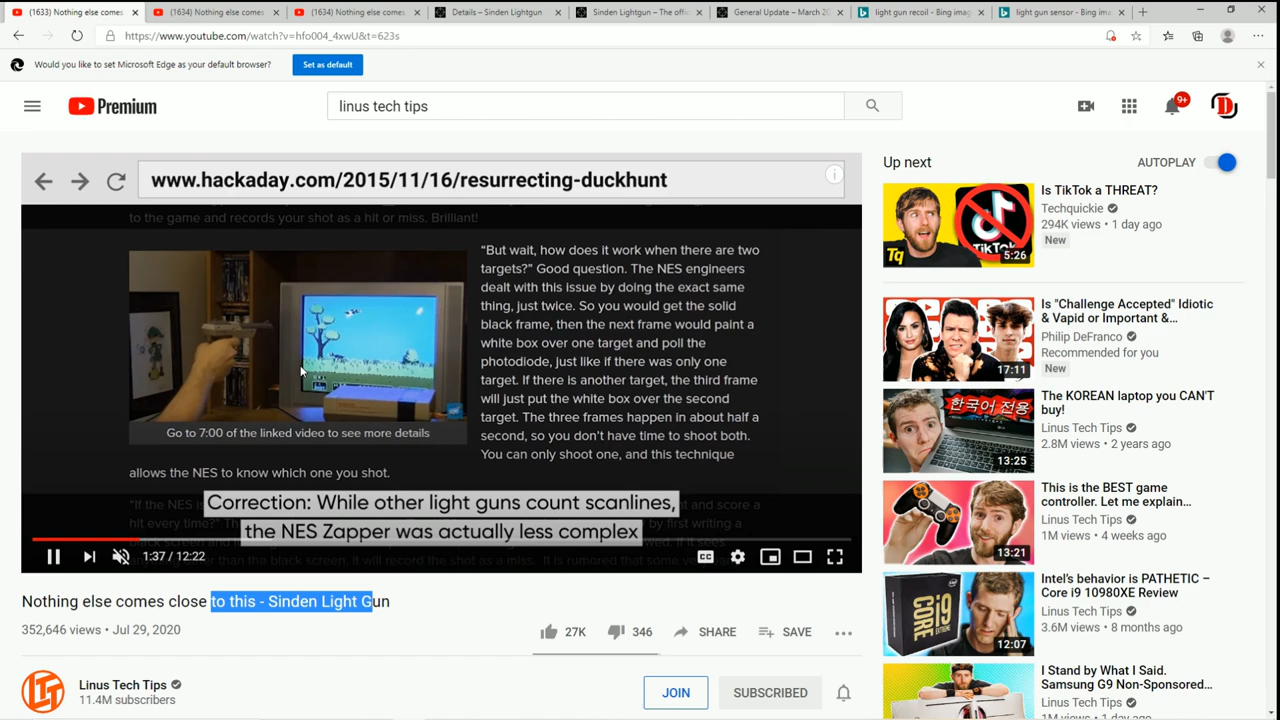 (1633) Nothing else comes
(1634) Nothing else comes
(1633) Nothing else comes
Details – Sinden Lightgun
Sinden Lightgun – The offi
General Update – March 20
light gun recoil - Bing imag
light gun sensor - Bing im
https://www.youtube.com/watch?v=hfo004_4xwU&t=623s
Would you like to set Microsoft Edge as your default browser?
Set as default
Premium
linus tech tips
9+
www.hackaday.com/2015/11/16/resurrecting-duckhunt
to the game and records your shot as a hit or miss. Brilliant!
“But wait, how does it work when there are two
targets?” Good question. The NES engineers
dealt with this issue by doing the exact same
thing, just twice. So you would get the solid
black frame, then the next frame would paint a
white box over one target and poll the
photodiode, just like if there was only one
target. If there is another target, the third frame
will just put the white box over the second
target. The three frames happen in about half a
second, so you don’t have time to shoot both.
You can only shoot one, and this technique
Go to 7:00 of the linked video to see more details
allows the NES to know which one you shot.
Correction: While other light guns count scanlines,
the NES Zapper was actually less complex
1:37 / 12:22
CC
Nothing else comes close to this - Sinden Light Gun
352,646 views • Jul 29, 2020
27K
346
SHARE
SAVE
LTT
Linus Tech Tips
11.4M subscribers
JOIN
SUBSCRIBED
Up next
AUTOPLAY
Tq
TikTok
5:26
Is TikTok a THREAT?
Techquickie
294K views • 1 day ago
New
17:11
Is "Challenge Accepted" Idiotic
& Vapid or Important &...
Philip DeFranco
Recommended for you
New
한국어 전용
13:25
The KOREAN laptop you CAN'T
buy!
Linus Tech Tips
2.8M views • 2 years ago
13:21
This is the BEST game
controller. Let me explain...
Linus Tech Tips
1M views • 4 weeks ago
CORE
i9
12:07
Intel’s behavior is PATHETIC –
Core i9 10980XE Review
Linus Tech Tips
3.6M views • 8 months ago
I Stand by What I Said.
Samsung G9 Non-Sponsored...
Linus Tech Tips
1M views • 1 day ago